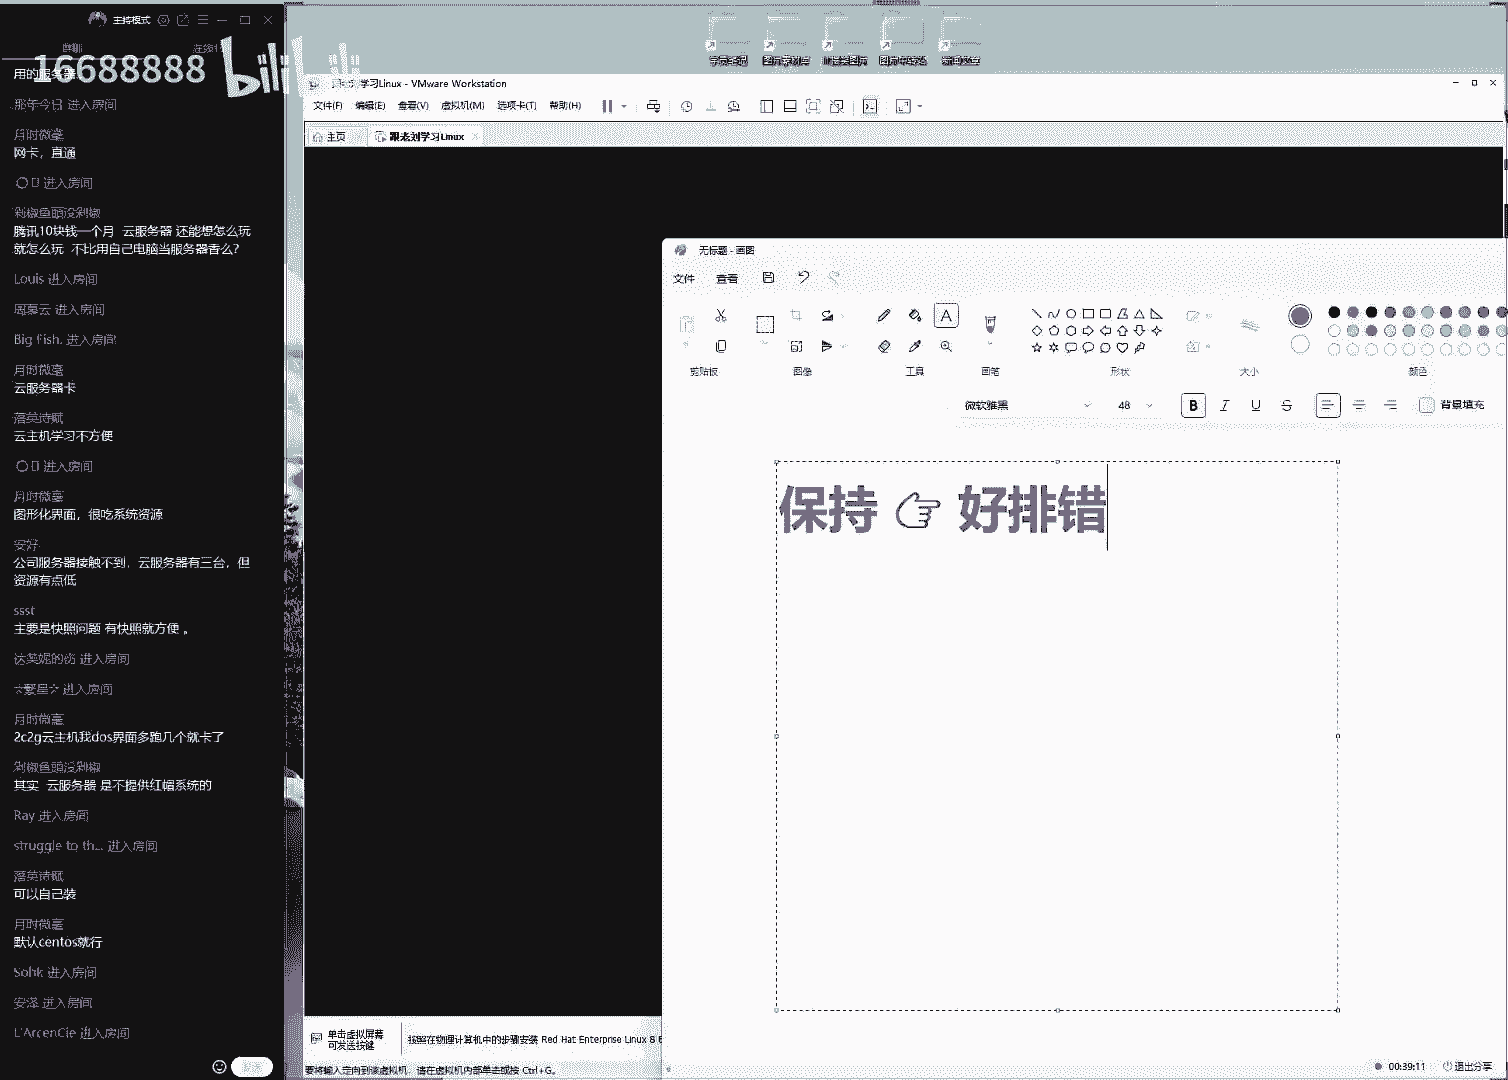 主持模式
16688888 bilibili
用的服务器
那年今日 进入房间
月时微毫
网卡，直通
进入房间
剁椒鱼头没剁椒
腾讯10块钱一个月 云服务器 还能想怎么玩
就怎么玩 不比用自己电脑当服务器香么？
Louis 进入房间
进入房间
Big Fish. 进入房间
月时微毫
云服务器卡
落英诗赋
云主机学习不方便
进入房间
月时微毫
图形化界面，很吃系统资源
安好
公司服务器接触不到，云服务器有三台，但
资源有点低
ssst
主要是快照问题 有快照就方便 。
进入房间
进入房间
月时微毫
2c2g云主机我dos界面多跑几个就卡了
剁椒鱼头没剁椒
其实 云服务器 是不提供红帽系统的
Ray 进入房间
struggle to th... 进入房间
落英诗赋
可以自己装
月时微毫
默认centos就行
Sohk 进入房间
安泽 进入房间
L'ArcenCie 进入房间
学习Linux - VMware Workstation
文件(F) 编辑(E) 查看(V) 虚拟机(M) 选项卡(T) 帮助(H)
主页 跟老刘学习Linux
无标题 - 画图
文件 查看
剪贴板 图像 工具 画笔 形状 大小 颜色
微软雅黑 48 B I U S 背景填充
保持 👉 好排错
单击虚拟屏幕
可发送按键
按照在物理计算机中的步骤安装 Red Hat Enterprise Linux 8 6
要将输入定向到该虚拟机，请在虚拟机内部单击或按 Ctrl+G。
00:39:11 退出分享